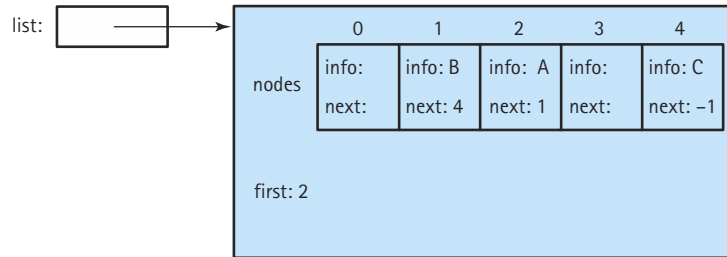 list:
0 1 2 3 4
nodes
info: info: B info: A info: info: C
next: next: 4 next: 1 next: next: –1
first: 2